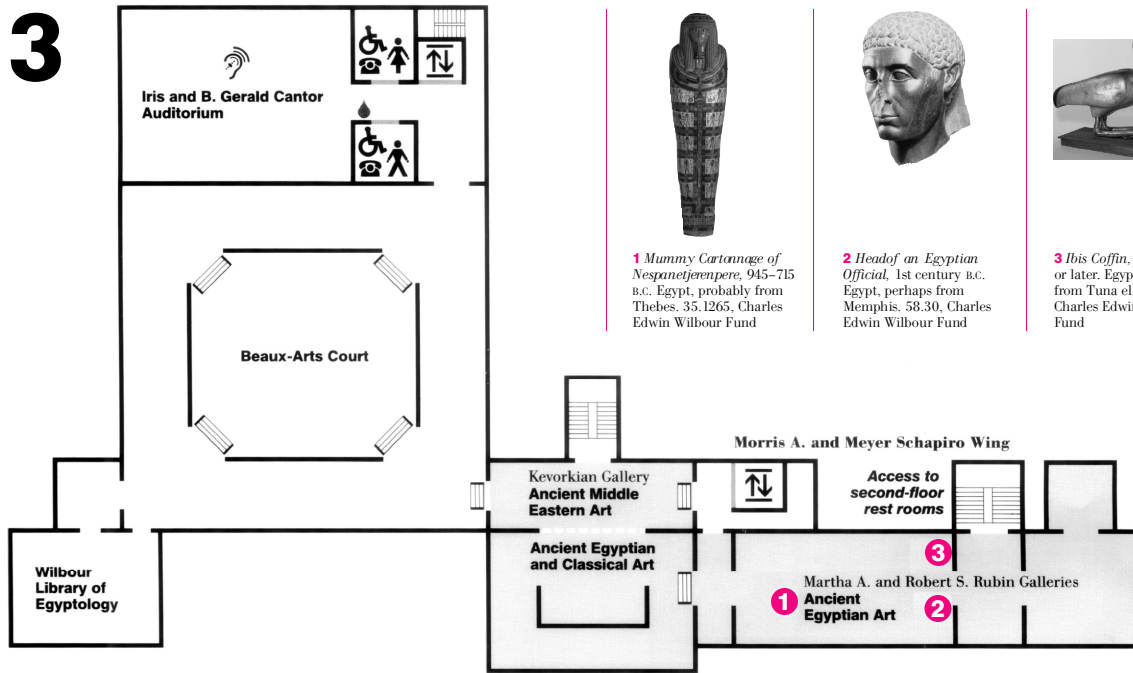 3
Iris and B. Gerald Cantor
Auditorium
1 Mummy Cartonnage of
Nespanetjerenpere, 945–715
B.C. Egypt, probably from
Thebes. 35.1265, Charles
Edwin Wilbour Fund
2 Headof an Egyptian
Official, 1st century B.C.
Egypt, perhaps from
Memphis. 58.30, Charles
Edwin Wilbour Fund
3 Ibis Coffin,
or later. Egyp
from Tuna el
Charles Edwi
Fund
Beaux-Arts Court
Morris A. and Meyer Schapiro Wing
Kevorkian Gallery
Ancient Middle
Eastern Art
Access to
second-floor
rest rooms
Ancient Egyptian
and Classical Art
Wilbour
Library of
Egyptology
3
Martha A. and Robert S. Rubin Galleries
1 Ancient
Egyptian Art
2